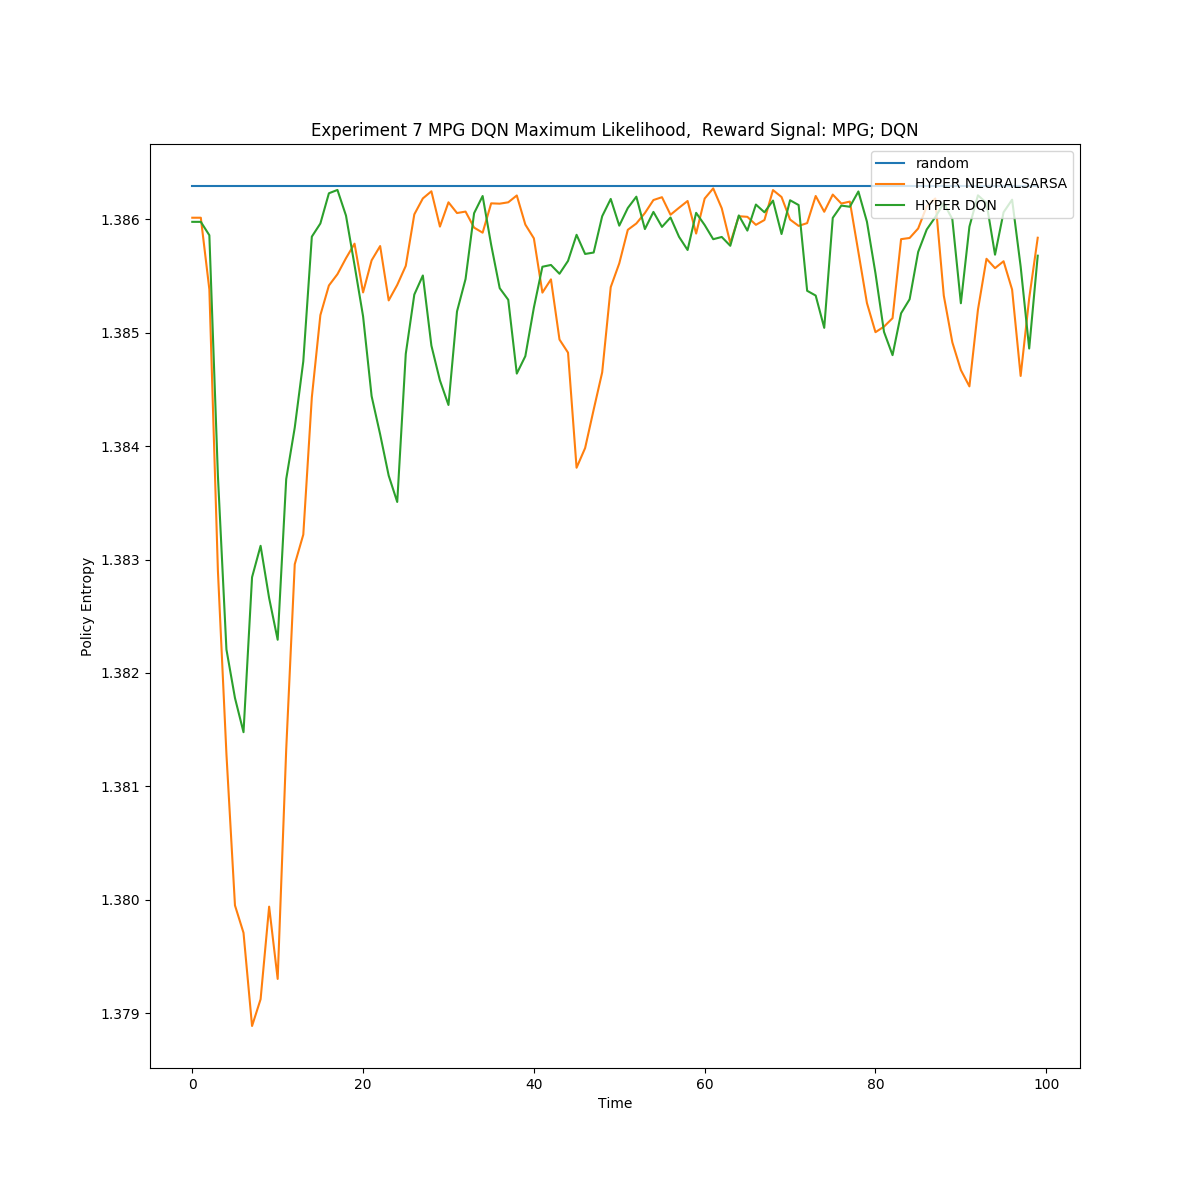 Experiment 7 MPG DQN Maximum Likelihood,  Reward Signal: MPG; DQN
random
HYPER NEURALSARSA
HYPER DQN
1.386
1.385
1.384
1.383
1.382
1.381
1.380
1.379
Policy Entropy
0 20 40 60 80 100
Time